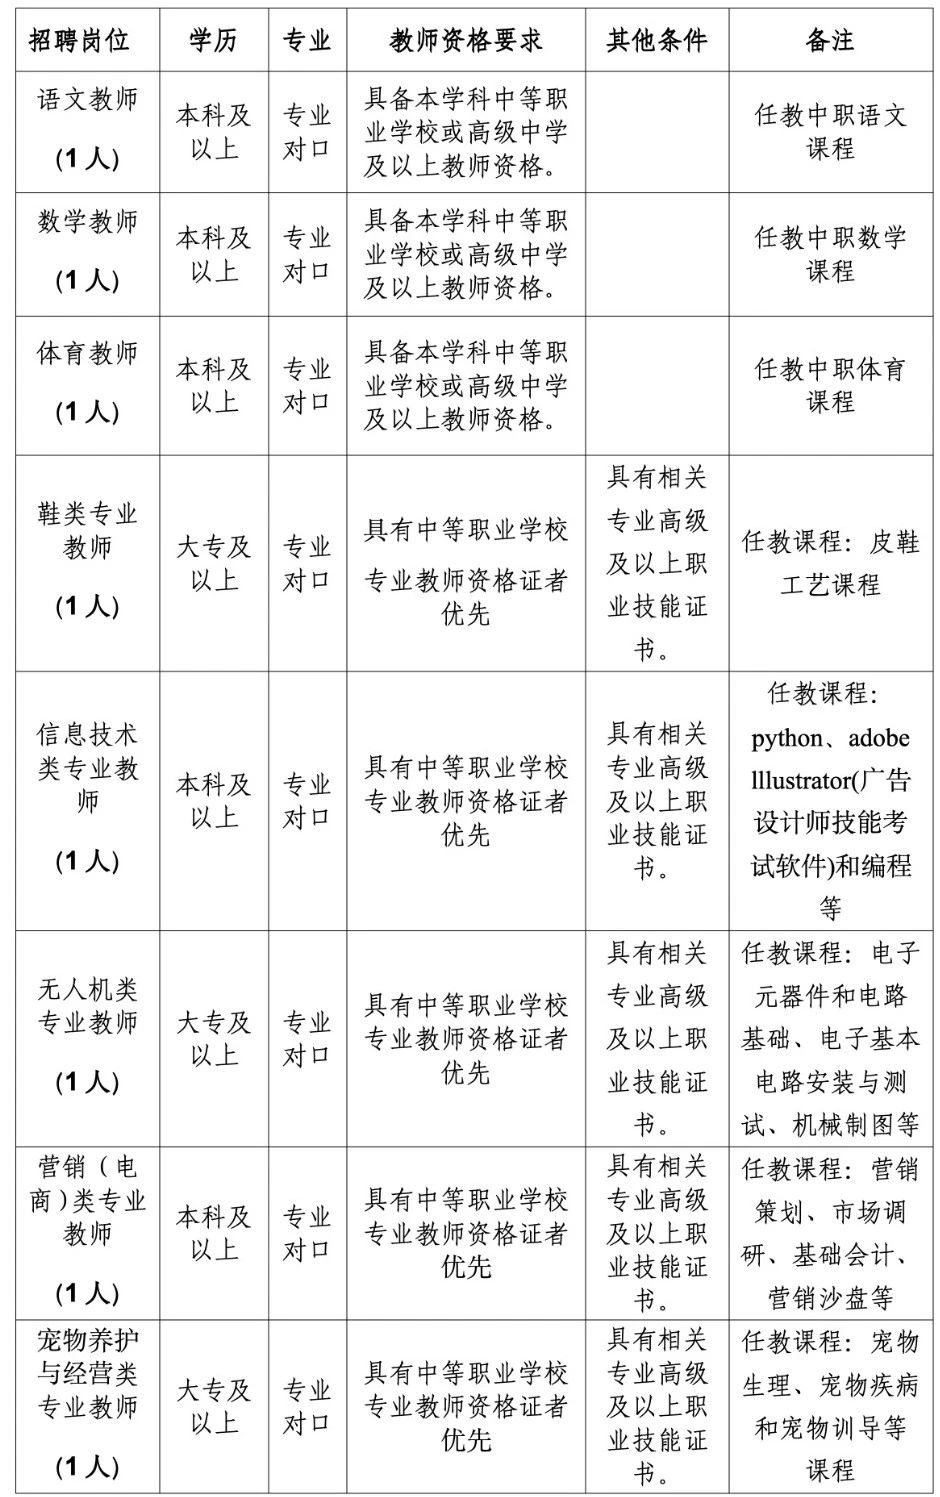 招聘岗位
学历
专业
教师资格要求
其他条件
备注
语文教师
(1人)
本科及
以上
专业
对口
具备本学科中等职
业学校或高级中学
及以上教师资格。
任教中职语文
课程
数学教师
(1人)
本科及
以上
专业
对口
具备本学科中等职
业学校或高级中学
及以上教师资格。
任教中职数学
课程
体育教师
(1人)
本科及
以上
专业
对口
具备本学科中等职
业学校或高级中学
及以上教师资格。
任教中职体育
课程
鞋类专业
教师
(1人)
大专及
以上
专业
对口
具有中等职业学校
专业教师资格证者
优先
具有相关
专业高级
及以上职
业技能证
书。
任教课程：皮鞋
工艺课程
信息技术
类专业教
师
(1人)
本科及
以上
专业
对口
具有中等职业学校
专业教师资格证者
优先
具有相关
专业高级
及以上职
业技能证
书。
任教课程：
python、adobe
lllustrator(广告
设计师技能考
试软件)和编程
等
无人机类
专业教师
(1人)
大专及
以上
专业
对口
具有中等职业学校
专业教师资格证者
优先
具有相关
专业高级
及以上职
业技能证
书。
任教课程：电子
元器件和电路
基础、电子基本
电路安装与测
试、机械制图等
营销（电
商)类专业
教师
(1人)
本科及
以上
专业
对口
具有中等职业学校
专业教师资格证者
优先
具有相关
专业高级
及以上职
业技能证
书。
任教课程：营销
策划、市场调
研、基础会计、
营销沙盘等
宠物养护
与经营类
专业教师
(1人)
大专及
以上
专业
对口
具有中等职业学校
专业教师资格证者
优先
具有相关
专业高级
及以上职
业技能证
书。
任教课程：宠物
生理、宠物疾病
和宠物训导等
课程